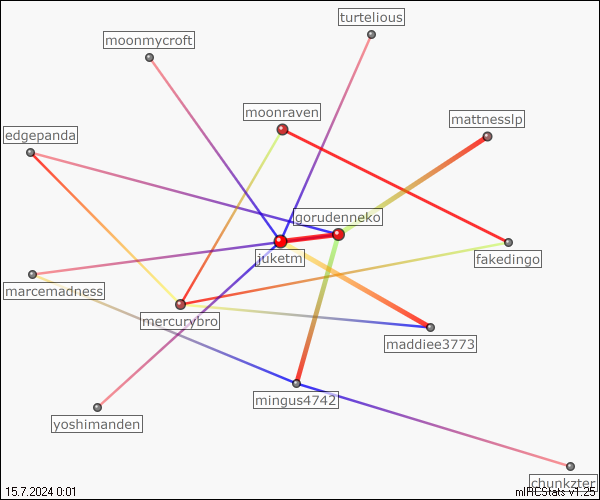 turtelious
moonmycroft
moonraven
mattnesslp
edgepanda
gorudenneko
juketm
fakedingo
marcemadness
mercurybro
maddiee3773
mingus4742
yoshimanden
chunkzter
15.7.2024 0:01
mIRCStats v1.25